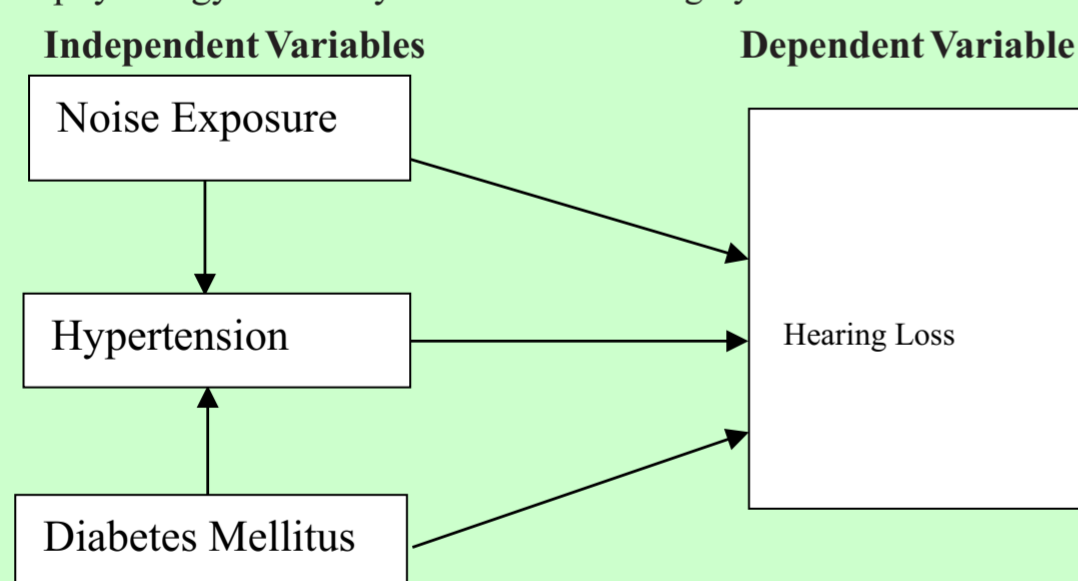 Independent Variables
Dependent Variable
Noise Exposure
Hypertension
Hearing Loss
Diabetes Mellitus